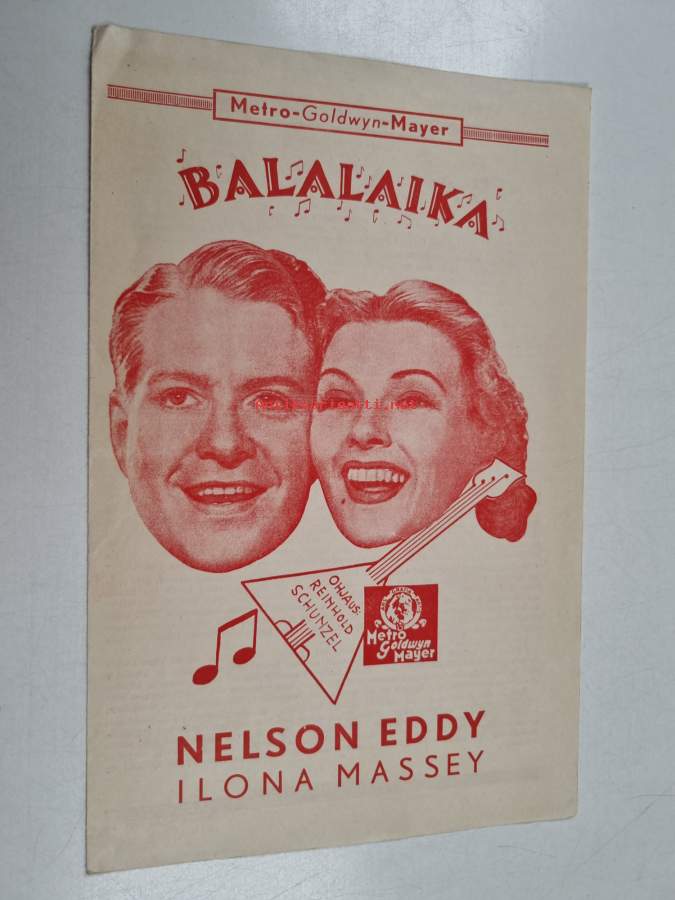 Metro-Goldwyn-Mayer
BALALAIKA
OHJAUS:
REINHOLD
SCHUNZEL
Metro
Goldwyn
Mayer
NELSON EDDY
ILONA MASSEY